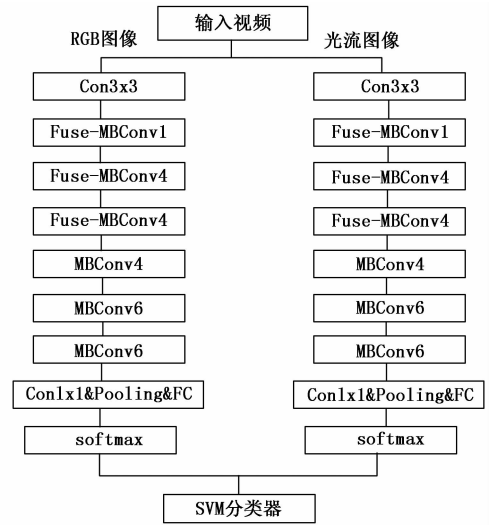 输入视频
RGB图像 光流图像
Con3x3 Con3x3
Fuse-MBConv1 Fuse-MBConv1
Fuse-MBConv4 Fuse-MBConv4
Fuse-MBConv4 Fuse-MBConv4
MBConv4 MBConv4
MBConv6 MBConv6
MBConv6 MBConv6
Conlx1&Pooling&FC Conlx1&Pooling&FC
softmax softmax
SVM分类器